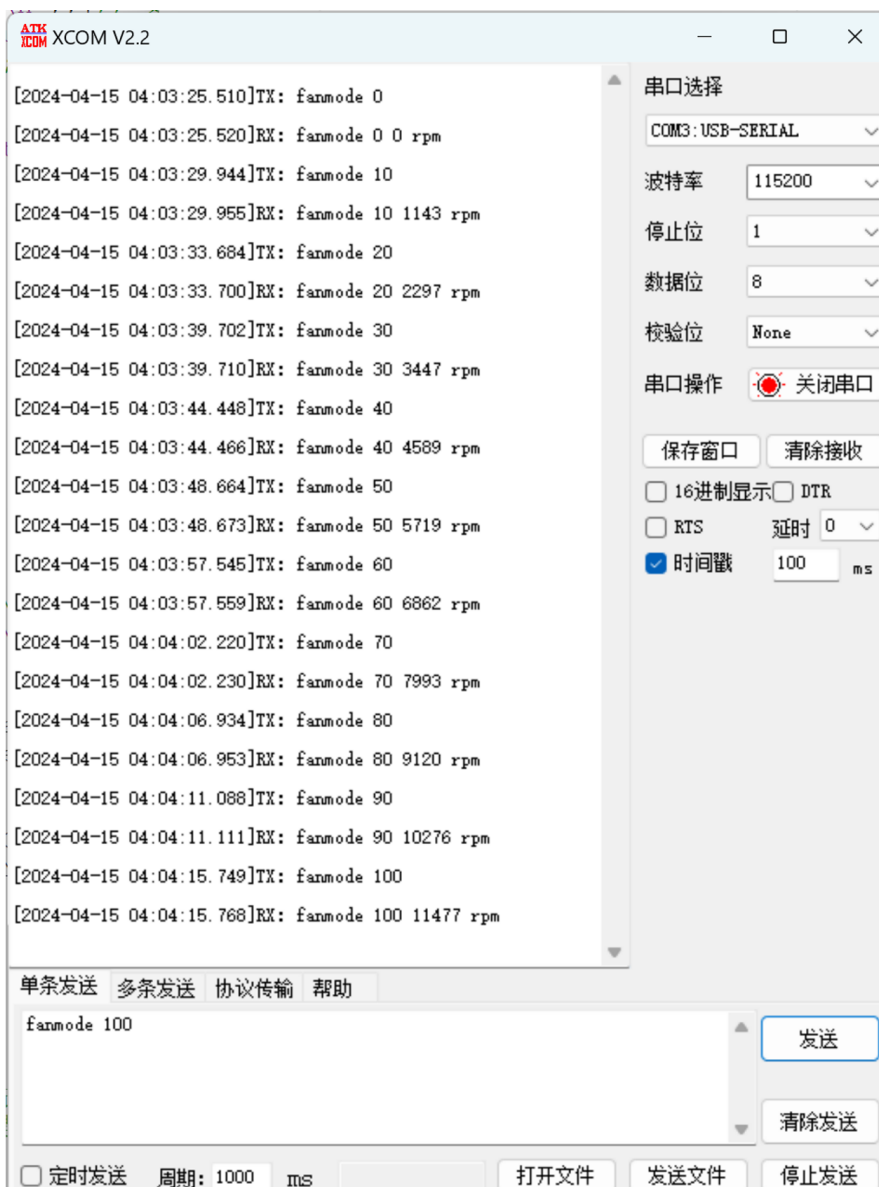 ATK
XCOM XCOM V2.2
[2024-04-15 04:03:25.510]TX: fanmode 0
[2024-04-15 04:03:25.520]RX: fanmode 0 0 rpm
[2024-04-15 04:03:29.944]TX: fanmode 10
[2024-04-15 04:03:29.955]RX: fanmode 10 1143 rpm
[2024-04-15 04:03:33.684]TX: fanmode 20
[2024-04-15 04:03:33.700]RX: fanmode 20 2297 rpm
[2024-04-15 04:03:39.702]TX: fanmode 30
[2024-04-15 04:03:39.710]RX: fanmode 30 3447 rpm
[2024-04-15 04:03:44.448]TX: fanmode 40
[2024-04-15 04:03:44.466]RX: fanmode 40 4589 rpm
[2024-04-15 04:03:48.664]TX: fanmode 50
[2024-04-15 04:03:48.673]RX: fanmode 50 5719 rpm
[2024-04-15 04:03:57.545]TX: fanmode 60
[2024-04-15 04:03:57.559]RX: fanmode 60 6862 rpm
[2024-04-15 04:04:02.220]TX: fanmode 70
[2024-04-15 04:04:02.230]RX: fanmode 70 7993 rpm
[2024-04-15 04:04:06.934]TX: fanmode 80
[2024-04-15 04:04:06.953]RX: fanmode 80 9120 rpm
[2024-04-15 04:04:11.088]TX: fanmode 90
[2024-04-15 04:04:11.111]RX: fanmode 90 10276 rpm
[2024-04-15 04:04:15.749]TX: fanmode 100
[2024-04-15 04:04:15.768]RX: fanmode 100 11477 rpm
串口选择
COM3:USB-SERIAL
波特率 115200
停止位 1
数据位 8
校验位 None
串口操作 关闭串口
保存窗口 清除接收
16进制显示 DTR
RTS 延时 0
时间戳 100 ms
单条发送 多条发送 协议传输 帮助
fanmode 100
发送
清除发送
定时发送 周期: 1000 ms 打开文件 发送文件 停止发送